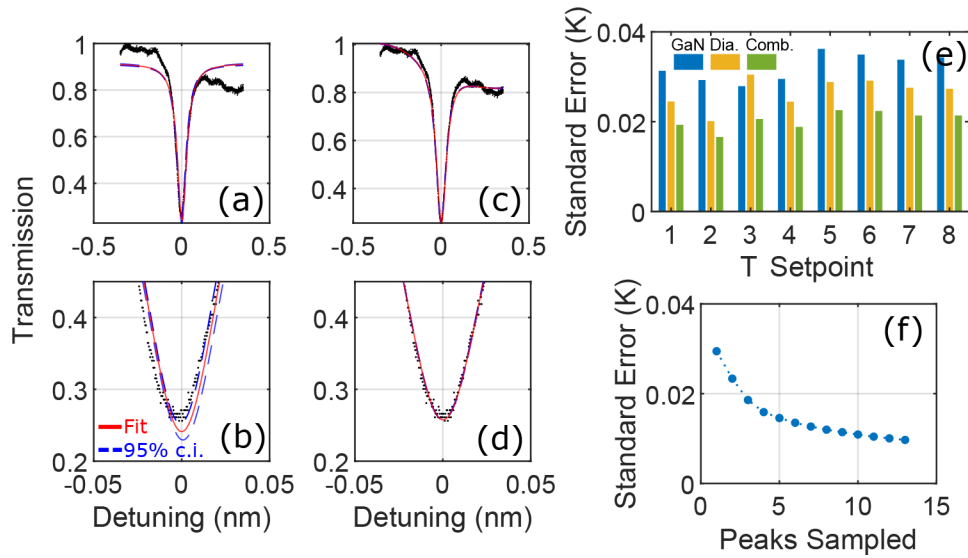 Transmission
1
0.8
0.6
0.4
(a)
-0.5
0
0.5
1
0.8
0.6
0.4
(c)
-0.5
0
0.5
0.4
0.3
0.2
Fit
95% c.i.
(b)
-0.05
0
0.05
Detuning (nm)
0.4
0.3
0.2
(d)
-0.05
0
0.05
Detuning (nm)
Standard Error (K)
0.04
0.02
0
GaN Dia. Comb.
(e)
1 2 3 4 5 6 7 8
T Setpoint
Standard Error (K)
0.04
0.02
0
(f)
0 5 10 15
Peaks Sampled